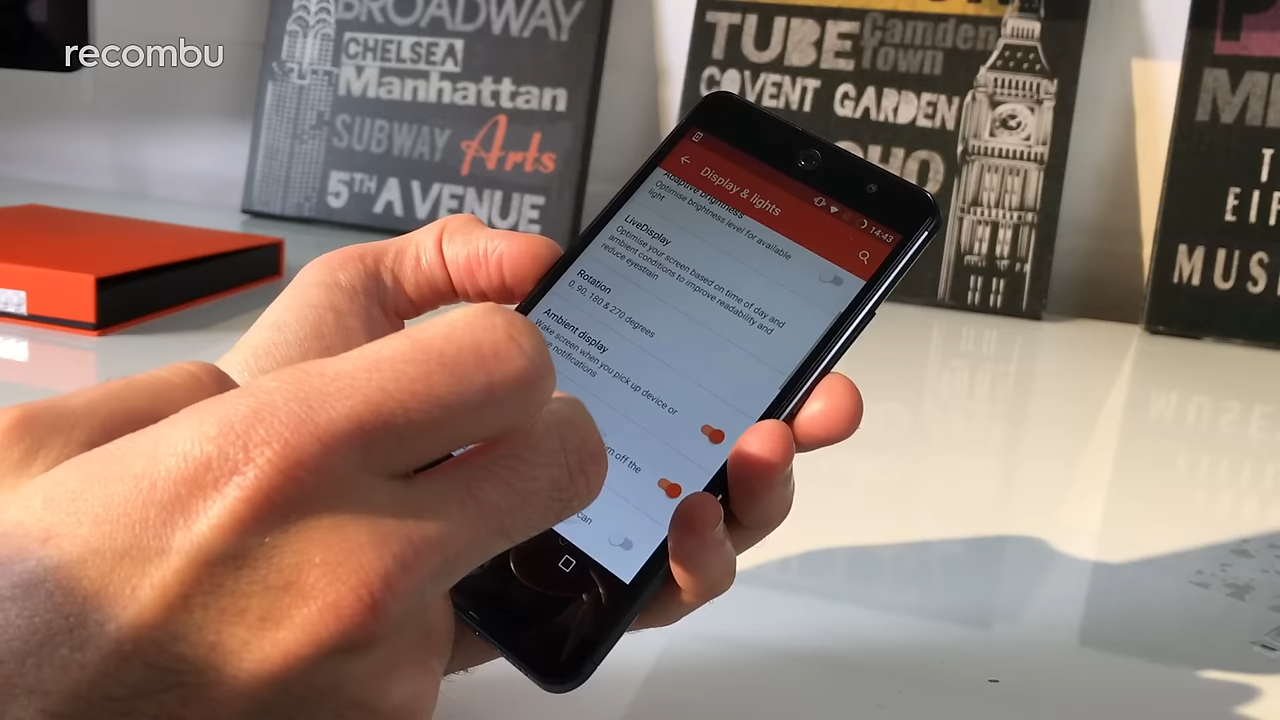 recombu
BROADWAY
CHELSEA
Manhattan
SUBWAY Arts
5TH AVENUE
TUBE Camden Town
COVENT GARDEN
MUS
14:43
Display & lights
Adaptive brightness
Optimise brightness level for available
light
LiveDisplay
Optimise your screen based on time of day and
ambient conditions to improve readability and
reduce eyestrain
Rotation
0, 90, 180 & 270 degrees
Ambient display
Wake screen when you pick up device or
notifications
off the
can